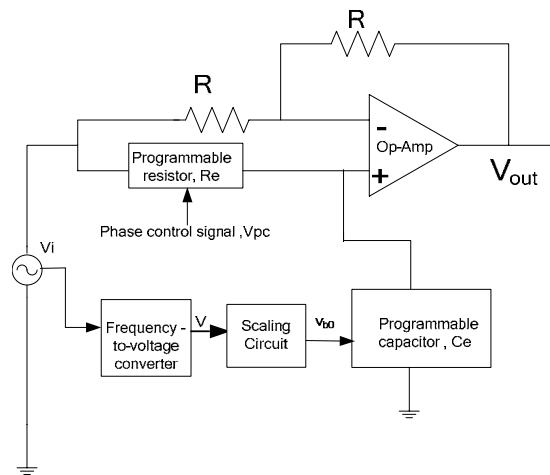 R
R
-
Op-Amp
+
Programmable
resistor, Re
Vout
Phase control signal ,Vpc
Vi
Frequency -
to-voltage
converter
V
Scaling
Circuit
Programmable
capacitor , Ce